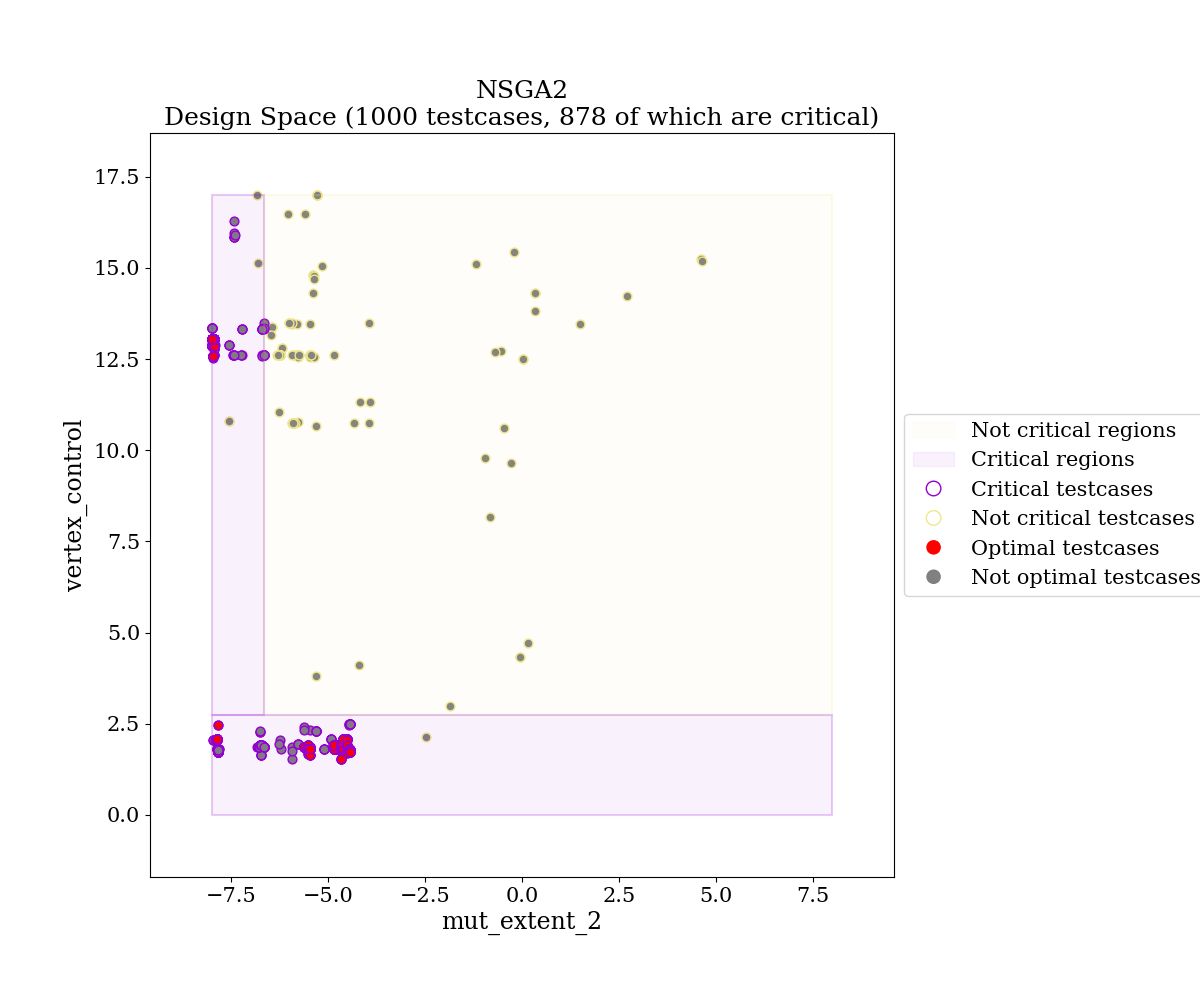 NSGA2
Design Space (1000 testcases, 878 of which are critical)
17.5
15.0
12.5
10.0
7.5
5.0
2.5
0.0
vertex_control
−7.5
−5.0
−2.5
0.0
2.5
5.0
7.5
mut_extent_2
Not critical regions
Critical regions
Critical testcases
Not critical testcases
Optimal testcases
Not optimal testcases